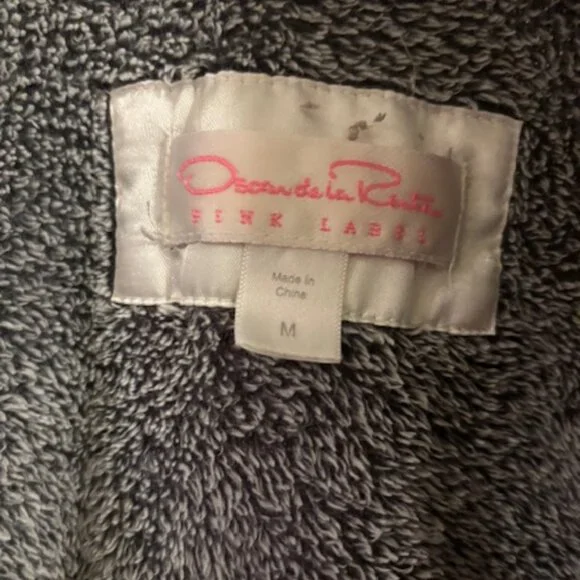 Oscar de la Renta
PINK LABEL
Made in
China
M